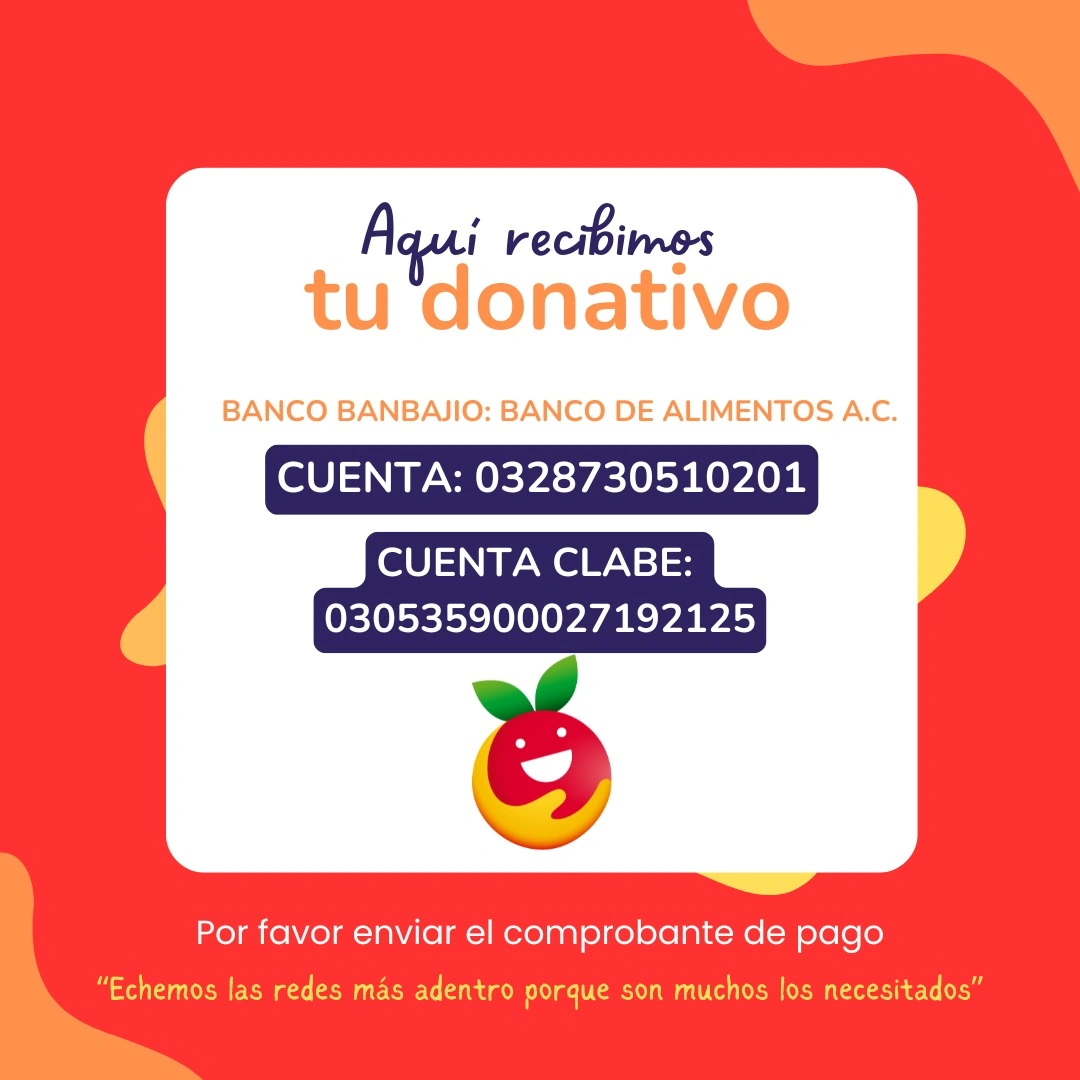 Aquí recibimos
tu donativo
BANCO BANBAJIO: BANCO DE ALIMENTOS A.C.
CUENTA: 0328730510201
CUENTA CLABE:
030535900027192125
Por favor enviar el comprobante de pago
“Echemos las redes más adentro porque son muchos los necesitados”